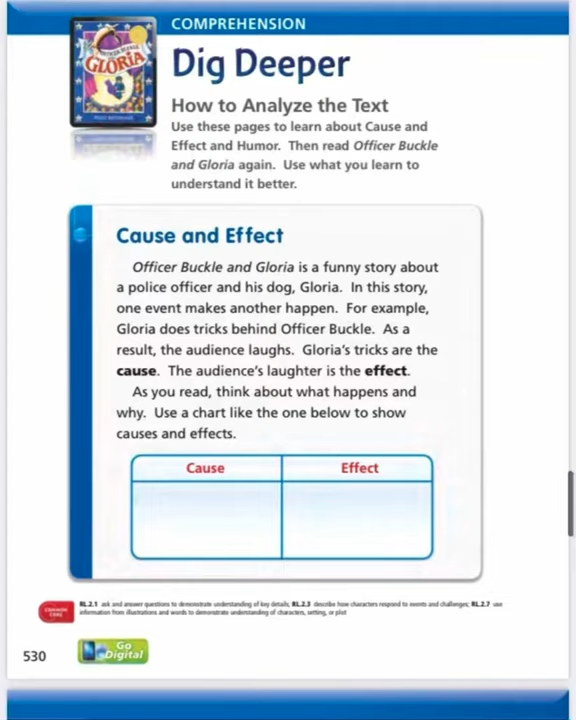 COMPREHENSION
OFFICER BUCKLE
GLORIA
Dig Deeper
How to Analyze the Text
Use these pages to learn about Cause and
Effect and Humor. Then read Officer Buckle
and Gloria again. Use what you learn to
understand it better.
Cause and Effect
Officer Buckle and Gloria is a funny story about
a police officer and his dog, Gloria. In this story,
one event makes another happen. For example,
Gloria does tricks behind Officer Buckle. As a
result, the audience laughs. Gloria's tricks are the
cause. The audience's laughter is the effect.
As you read, think about what happens and
why. Use a chart like the one below to show
causes and effects.
Cause Effect
COMMON CORE
RL.2.1 ask and answer questions to demonstrate understanding of key details; RL.2.3 describe how characters respond to events and challenges; RL.2.7 use
information from illustrations and words to demonstrate understanding of characters, setting, or plot
530
Go
Digital